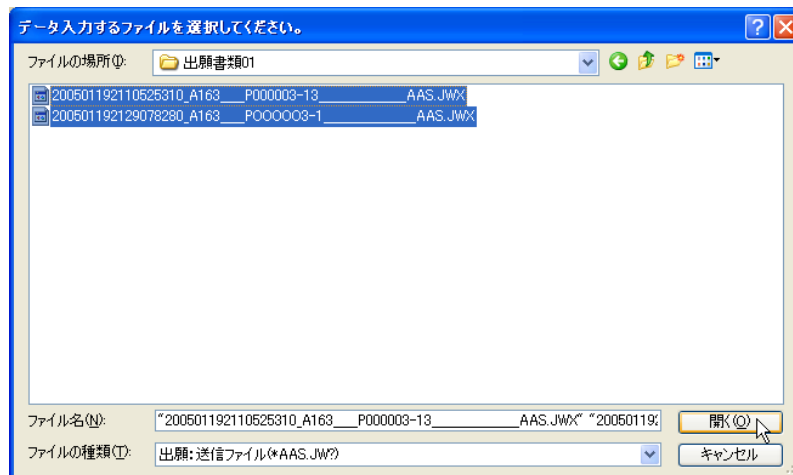 データ入力するファイルを選択してください。
ファイルの場所(I): 出願書類01
200501192110525310_A163___P000003-13____________AAS.JWX
200501192129078280_A163___POOOOO3-1_____________AAS.JWX
ファイル名(N): "200501192110525310_A163___P000003-13____________AAS.JWX" "20050119 開く(O)
ファイルの種類(T): 出願:送信ファイル(*AAS.JW?) キャンセル